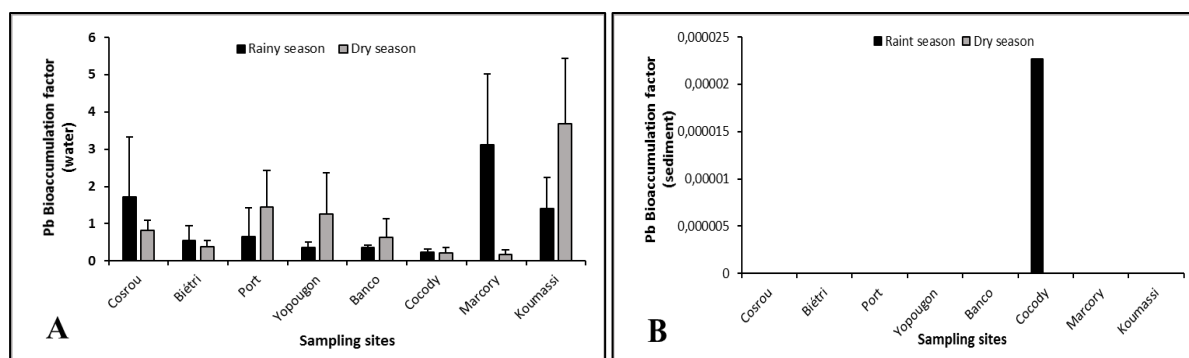 Pb Bioaccumulation factor
(water)
6
5
4
3
2
1
0
Rainy season Dry season
Cosrou Biétri Port Yopougon Banco Cocody Marcory Koumassi
Sampling sites
A
Pb Bioaccumulation factor
(sediment)
0,000025
0,00002
0,000015
0,00001
0,000005
0
Raint season Dry season
Cosrou Biétri Port Yopougon Banco Cocody Marcory Koumassi
Sampling sites
B